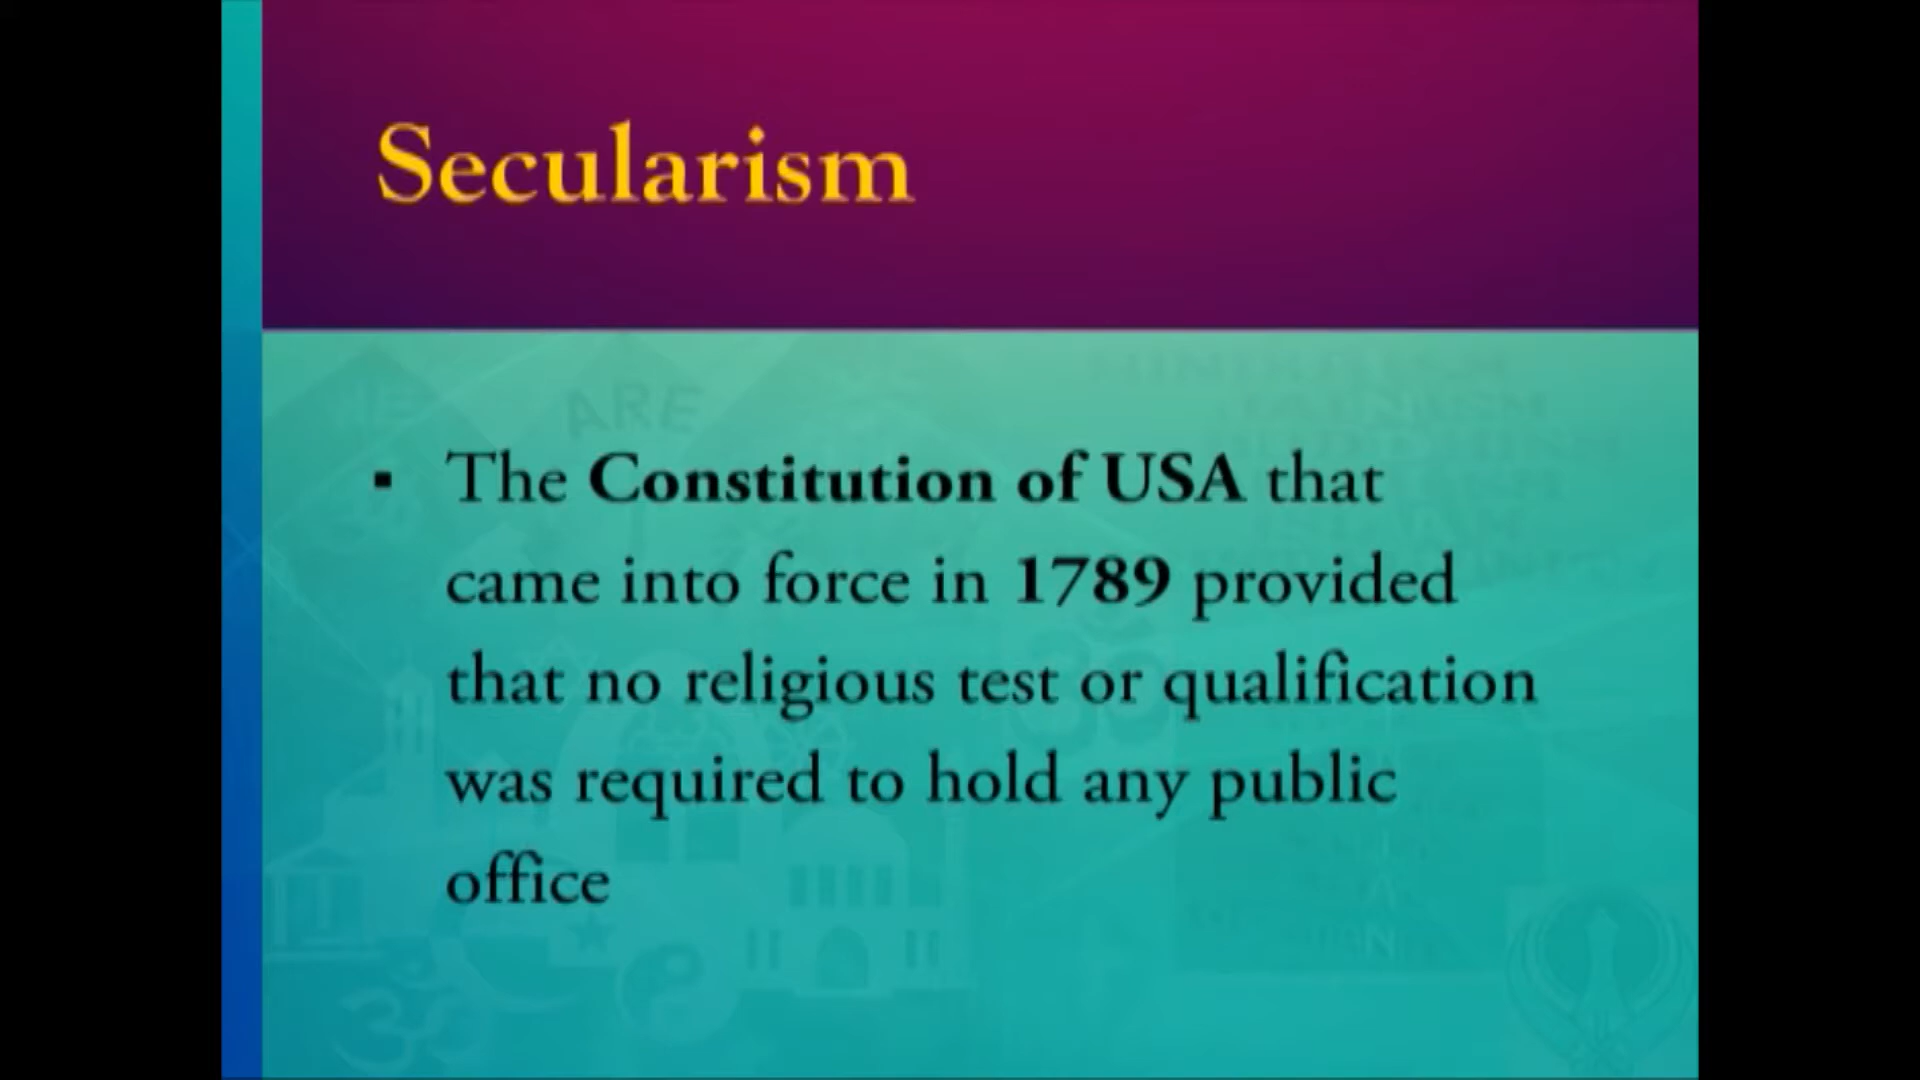 Secularism
▪ The Constitution of USA that
came into force in 1789 provided
that no religious test or qualification
was required to hold any public
office
ARE